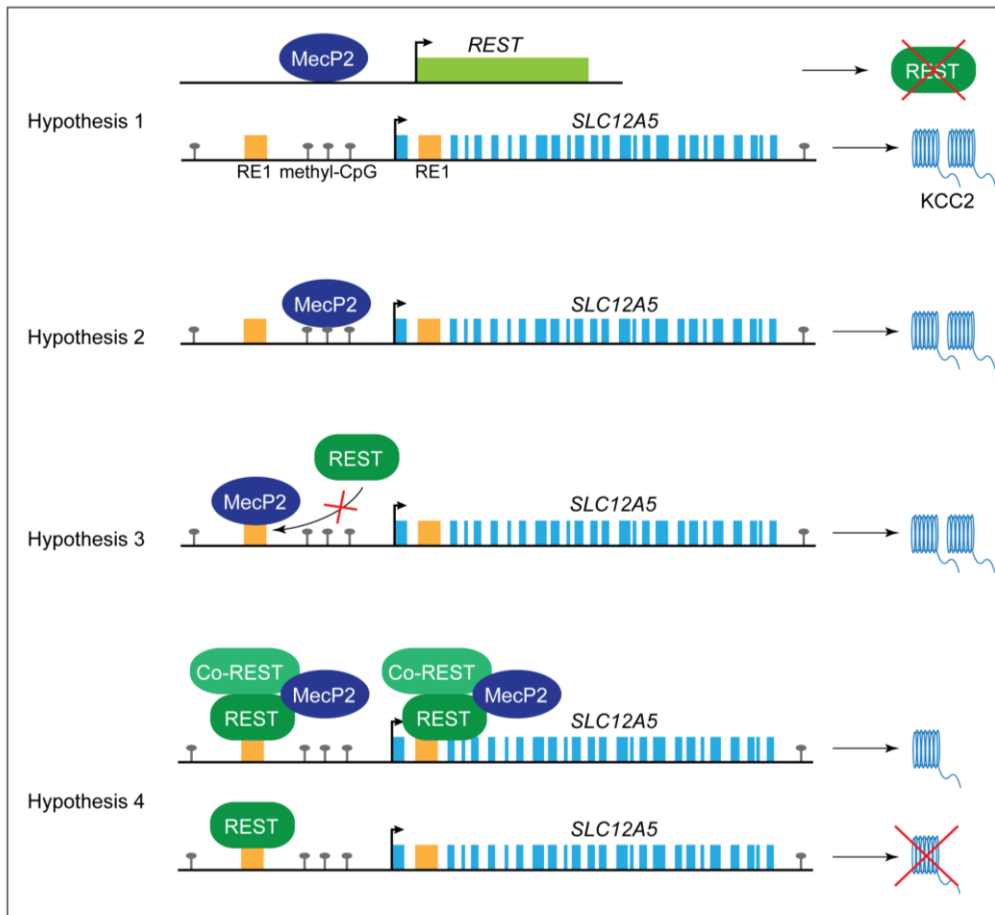 REST
MecP2
REST
Hypothesis 1
SLC12A5
RE1 methyl-CpG RE1
KCC2
MecP2
SLC12A5
Hypothesis 2
REST
MecP2
SLC12A5
Hypothesis 3
Co-REST Co-REST
MecP2 MecP2
REST REST
SLC12A5
Hypothesis 4
REST
SLC12A5